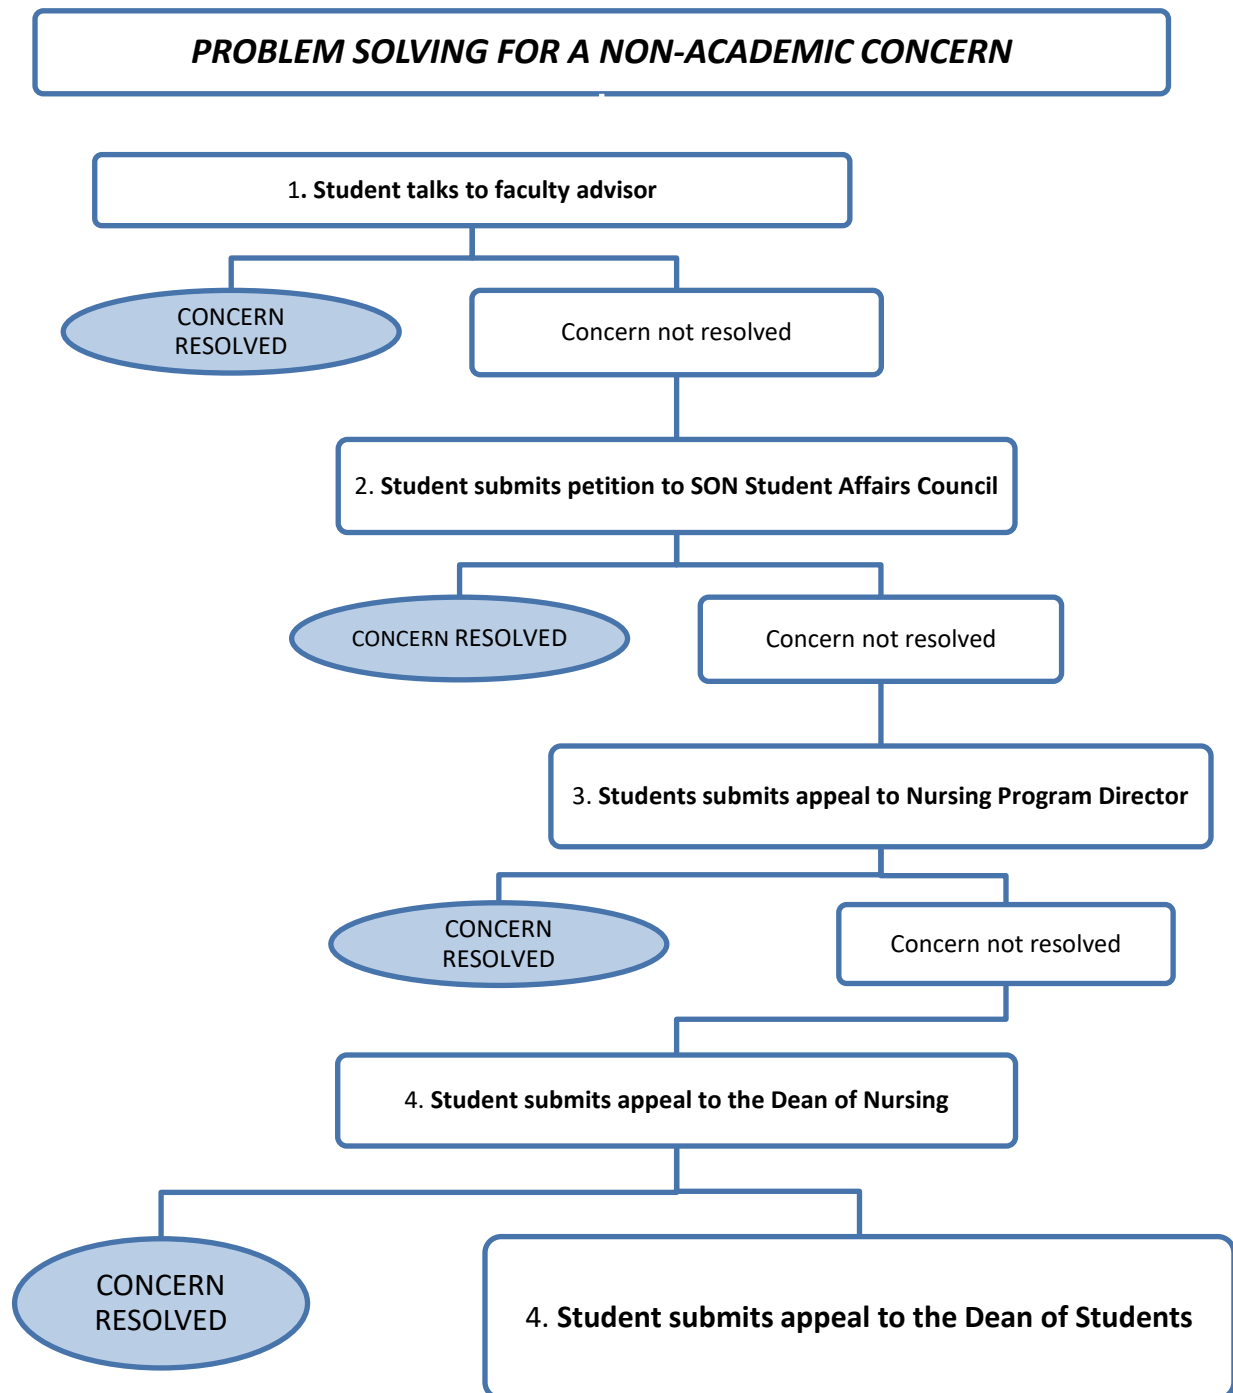 PROBLEM SOLVING FOR A NON-ACADEMIC CONCERN
1. Student talks to faculty advisor
CONCERN
RESOLVED
Concern not resolved
2. Student submits petition to SON Student Affairs Council
CONCERN RESOLVED
Concern not resolved
3. Students submits appeal to Nursing Program Director
CONCERN
RESOLVED
Concern not resolved
4. Student submits appeal to the Dean of Nursing
CONCERN
RESOLVED
4. Student submits appeal to the Dean of Students